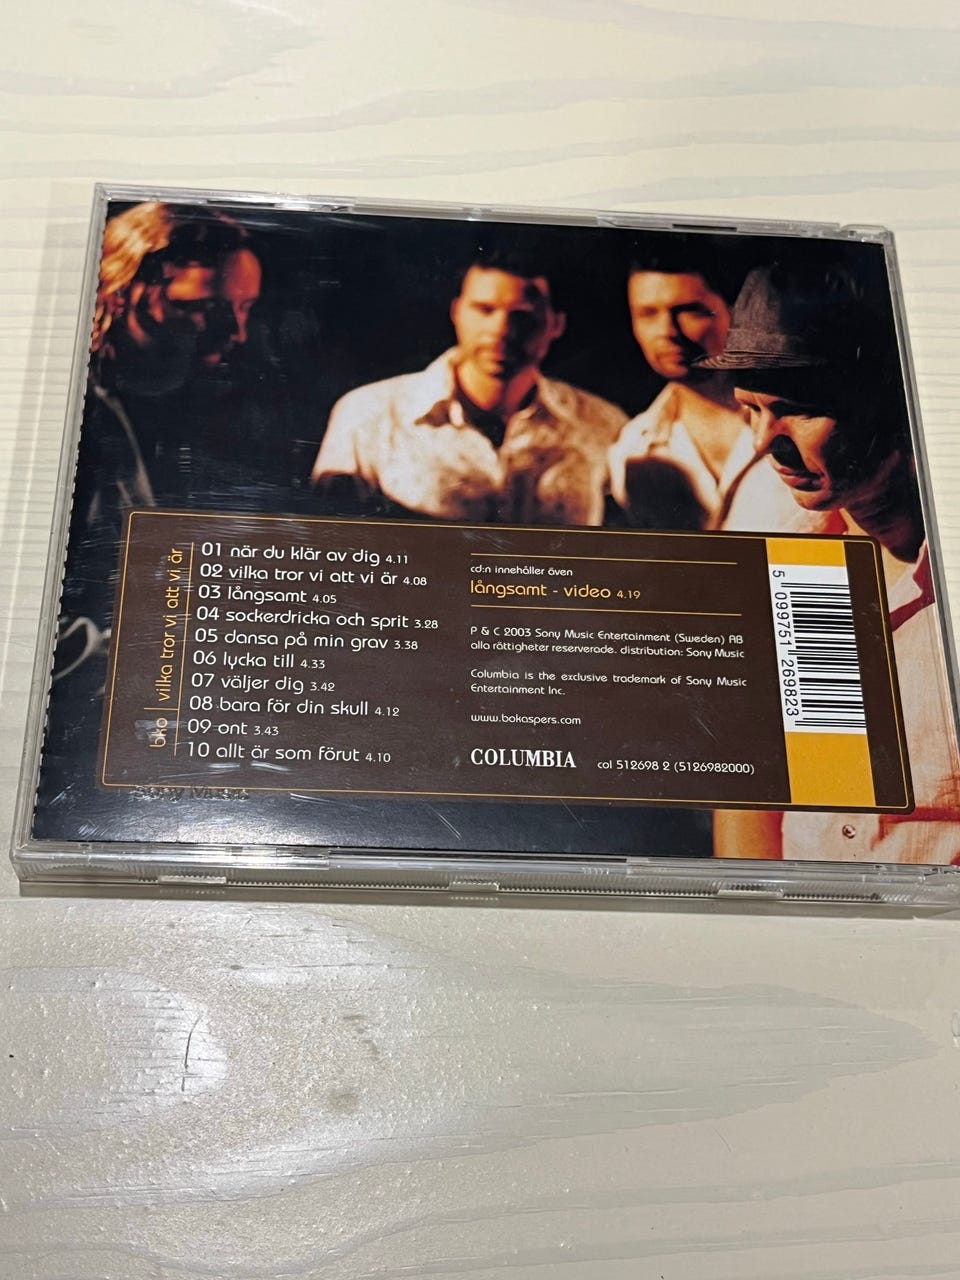 bko | vilka tror vi att vi är
01 när du klär av dig 4.11
02 vilka tror vi att vi är 4.08
03 långsamt 4.05
04 sockerdricka och sprit 3.28
05 dansa på min grav 3.38
06 lycka till 4.33
07 väljer dig 3.42
08 bara för din skull 4.12
09 ont 3.43
10 allt är som förut 4.10
cd:n innehåller även
långsamt - video 4.19
P & C 2003 Sony Music Entertainment (Sweden) AB
alla rättigheter reserverade. distribution: Sony Music
Columbia is the exclusive trademark of Sony Music
Entertainment Inc.
www.bokaspers.com
COLUMBIA
col 512698 2 (5126982000)
5 099751 269823
Sony Music